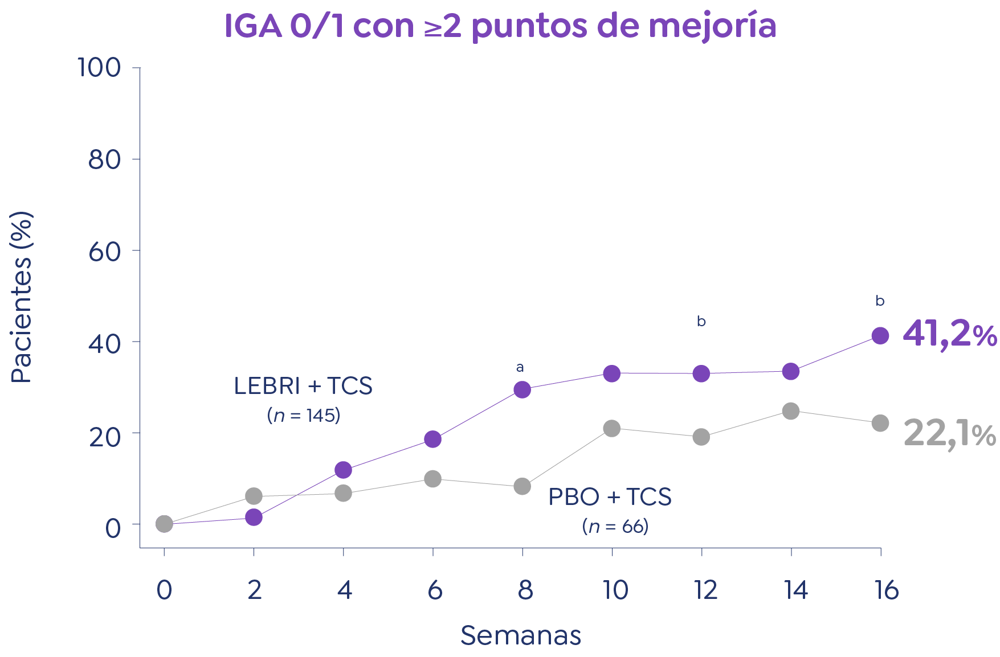 IGA 0/1 con ≥2 puntos de mejoría
Pacientes (%)
100
80
60
40
20
0
b
b
a
41,2%
LEBRI + TCS
(n = 145)
22,1%
PBO + TCS
(n = 66)
0 2 4 6 8 10 12 14 16
Semanas